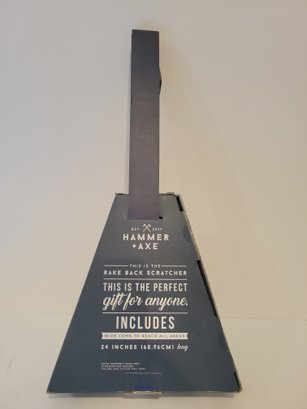 EST 2017
HAMMER
+AXE
THIS IS THE
RAKE BACK SCRATCHER
THIS IS THE PERFECT
gift for anyone.
INCLUDES
WIDE COMB TO REACH ALL AREAS
24 INCHES (60.96CM) long